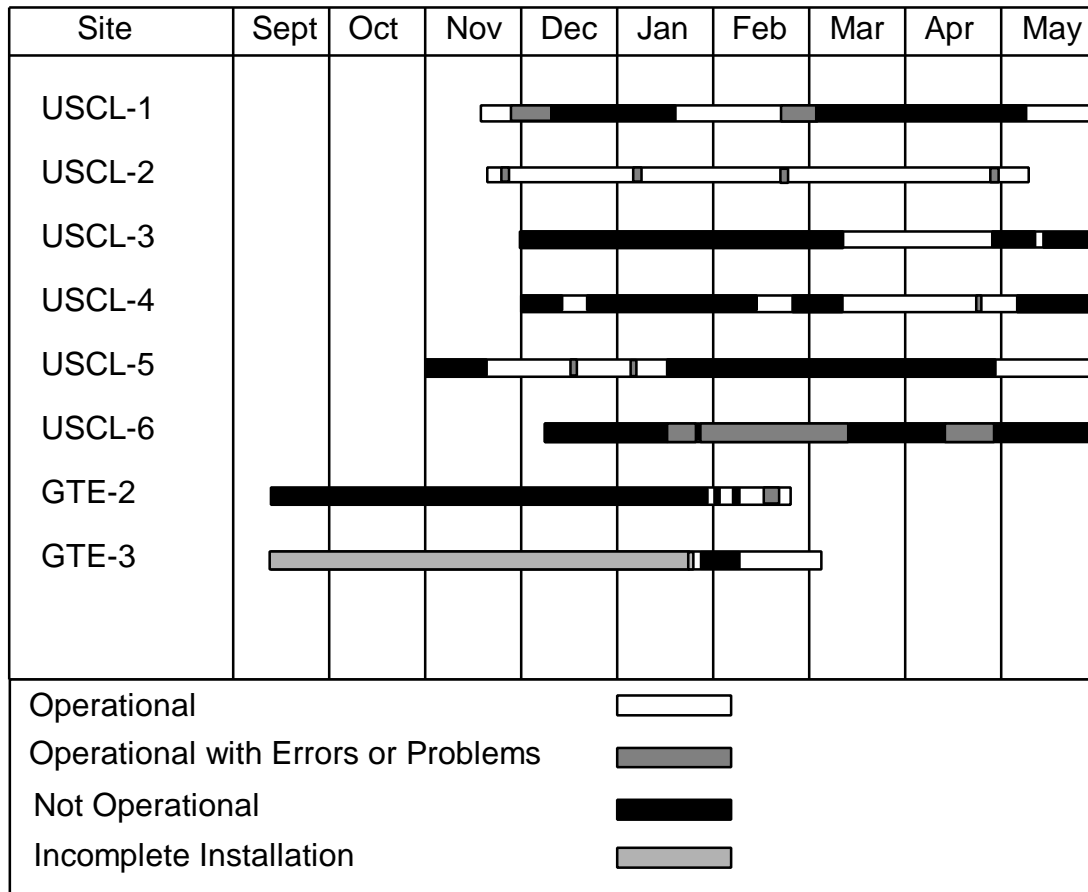 Site Sept Oct Nov Dec Jan Feb Mar Apr May
USCL-1
USCL-2
USCL-3
USCL-4
USCL-5
USCL-6
GTE-2
GTE-3
Operational
Operational with Errors or Problems
Not Operational
Incomplete Installation